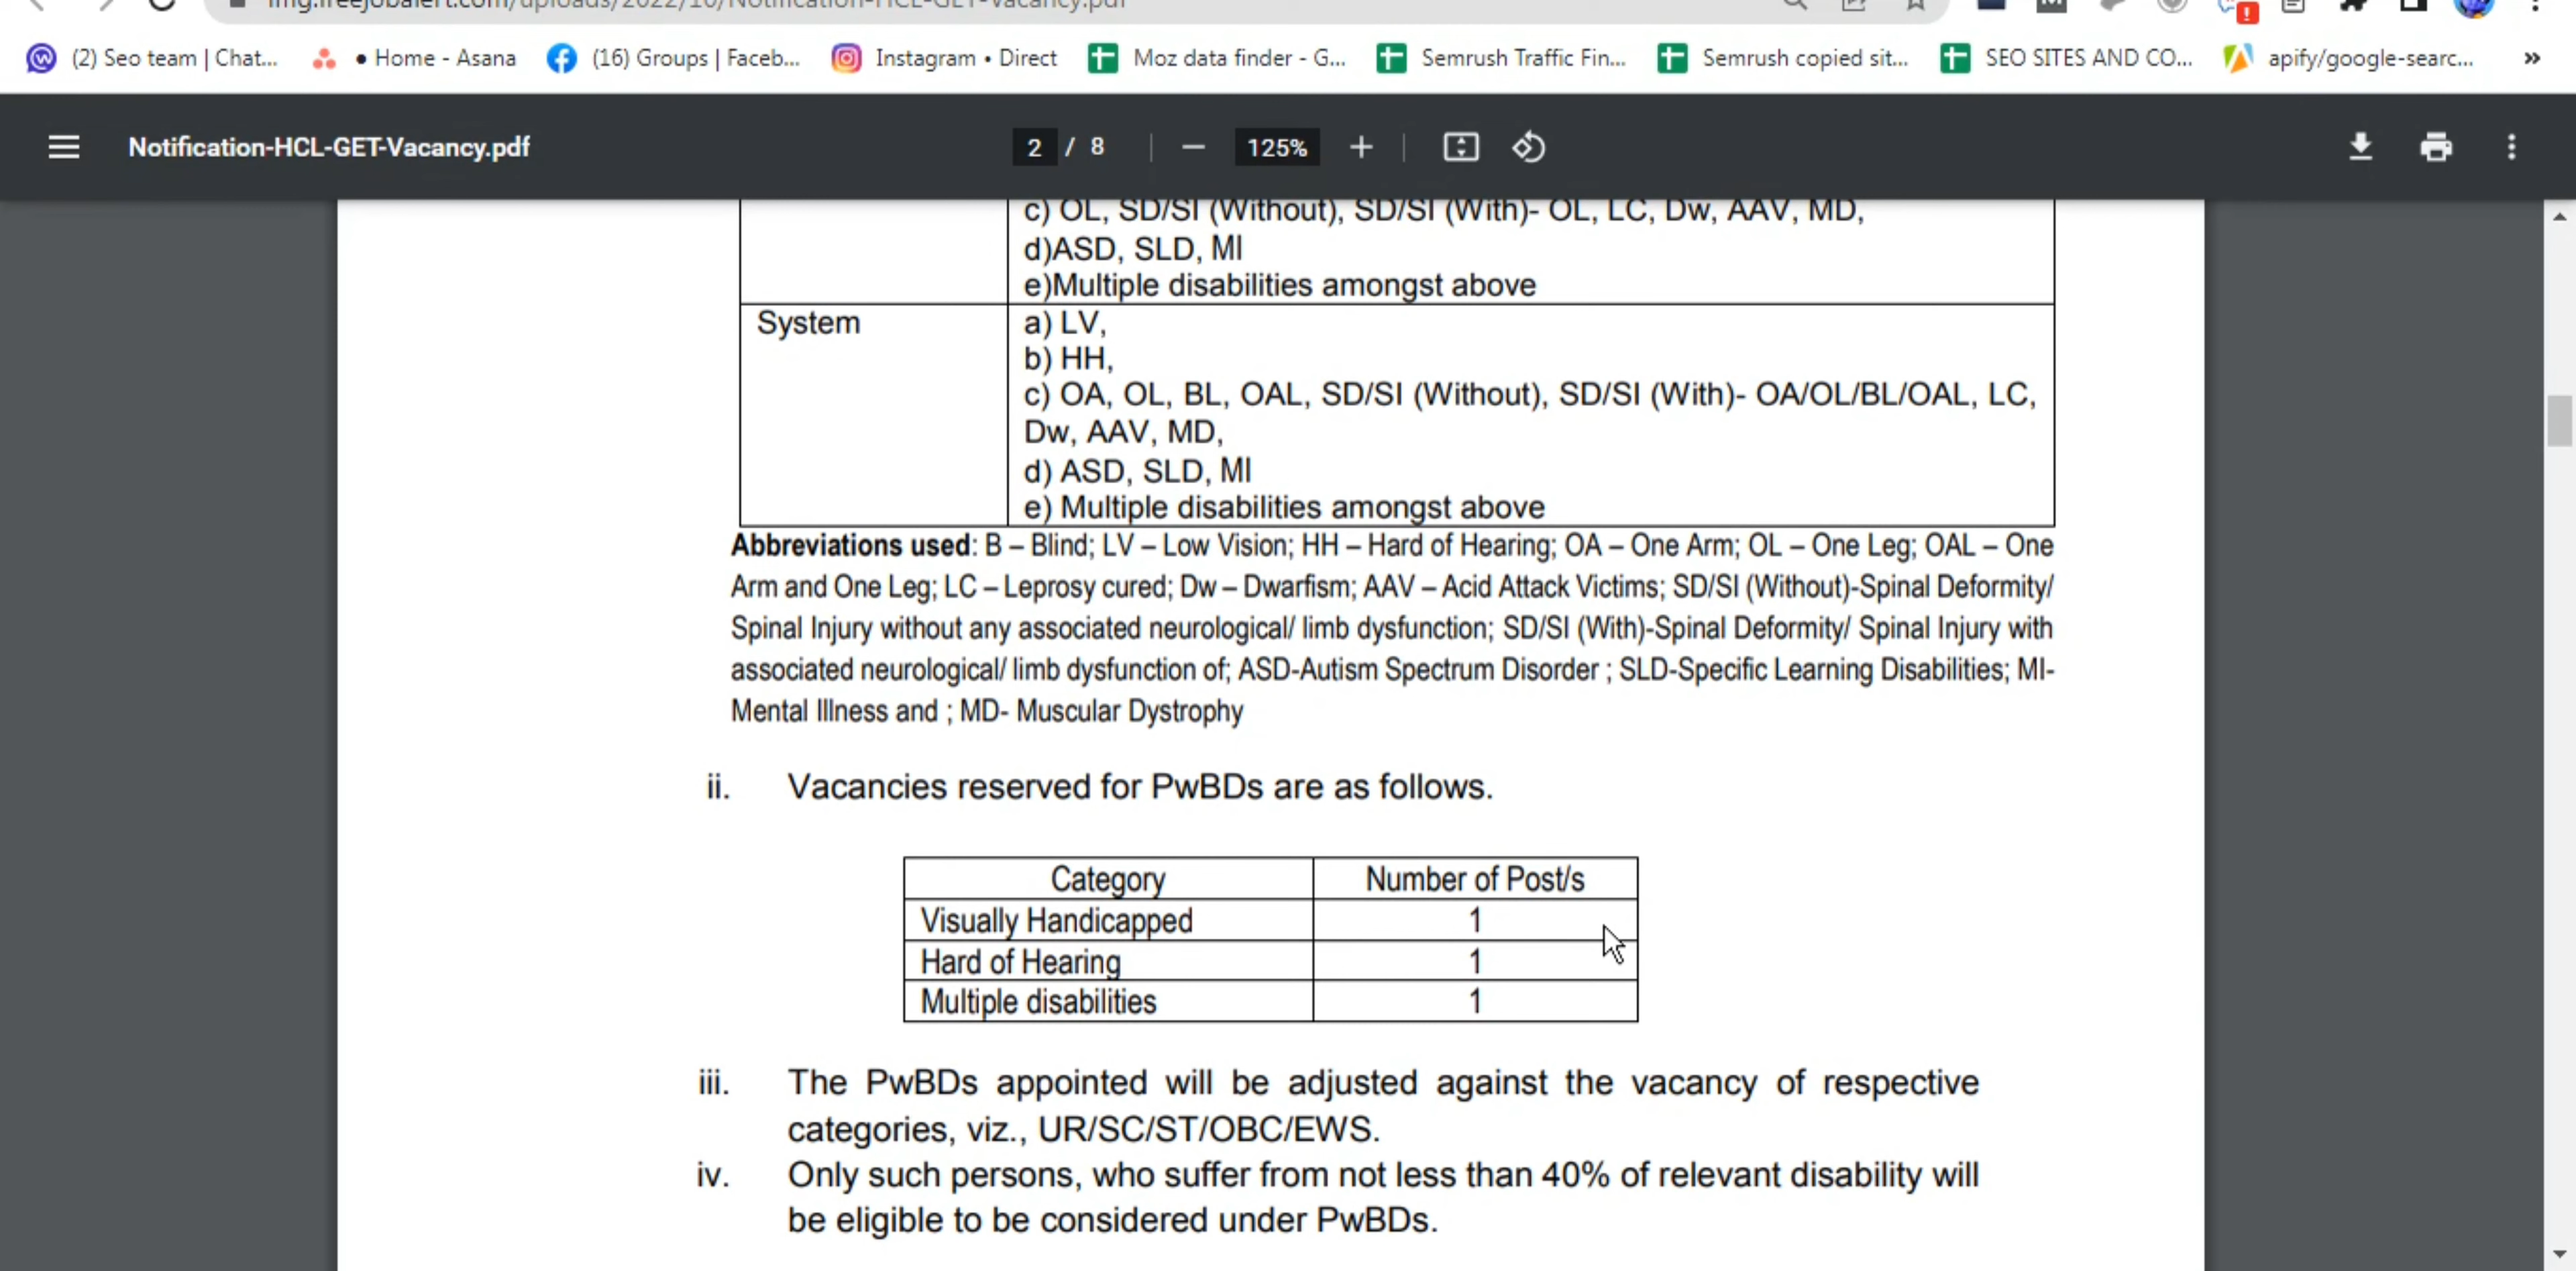 img.freejobalert.com/uploads/2022/10/Notification-HCL-GET-Vacancy.pdf
(2) Seo team | Chat...
• Home - Asana
(16) Groups | Faceb...
Instagram • Direct
Moz data finder - G...
Semrush Traffic Fin...
Semrush copied sit...
SEO SITES AND CO...
apify/google-searc...
»
Notification-HCL-GET-Vacancy.pdf
2 / 8
125%
c) OL, SD/SI (Without), SD/SI (With)- OL, LC, Dw, AAV, MD,
d)ASD, SLD, MI
e)Multiple disabilities amongst above
System
a) LV,
b) HH,
c) OA, OL, BL, OAL, SD/SI (Without), SD/SI (With)- OA/OL/BL/OAL, LC,
Dw, AAV, MD,
d) ASD, SLD, MI
e) Multiple disabilities amongst above
Abbreviations used: B – Blind; LV – Low Vision; HH – Hard of Hearing; OA – One Arm; OL – One Leg; OAL – One
Arm and One Leg; LC – Leprosy cured; Dw – Dwarfism; AAV – Acid Attack Victims; SD/SI (Without)-Spinal Deformity/
Spinal Injury without any associated neurological/ limb dysfunction; SD/SI (With)-Spinal Deformity/ Spinal Injury with
associated neurological/ limb dysfunction of; ASD-Autism Spectrum Disorder ; SLD-Specific Learning Disabilities; MI-
Mental Illness and ; MD- Muscular Dystrophy
ii. Vacancies reserved for PwBDs are as follows.
Category Number of Post/s
Visually Handicapped 1
Hard of Hearing 1
Multiple disabilities 1
iii. The PwBDs appointed will be adjusted against the vacancy of respective
categories, viz., UR/SC/ST/OBC/EWS.
iv. Only such persons, who suffer from not less than 40% of relevant disability will
be eligible to be considered under PwBDs.